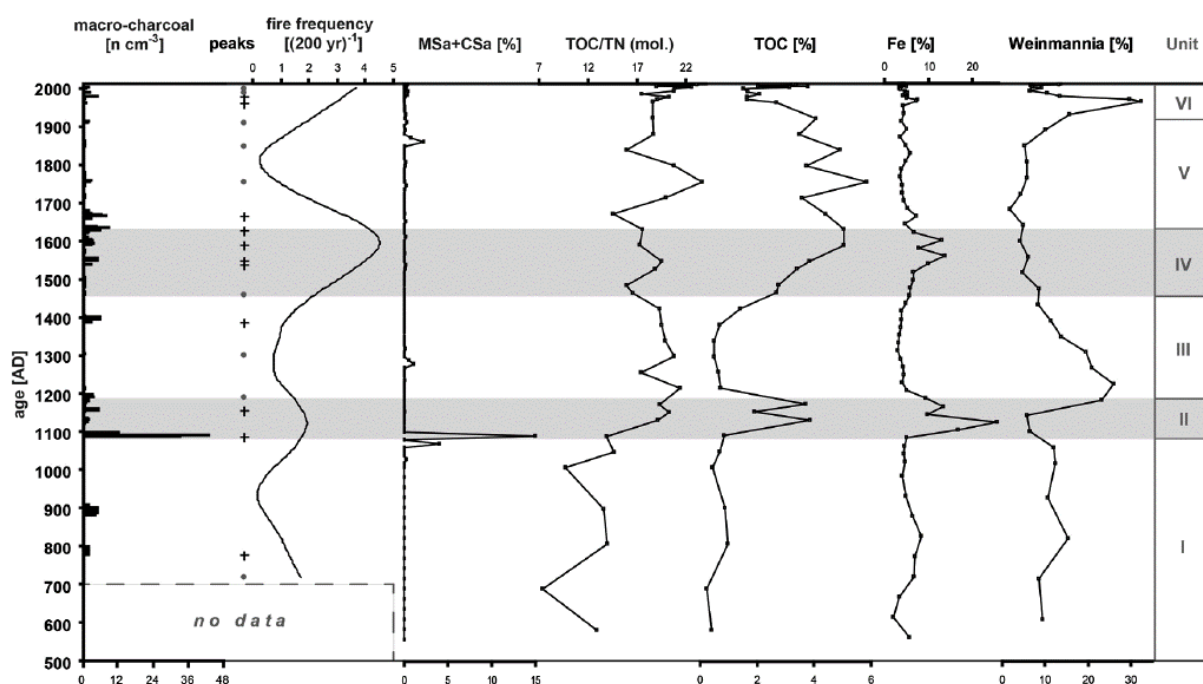 macro-charcoal
[n cm-3]
peaks
fire frequency
[(200 yr)-1]
0 1 2 3 4 5
MSa+CSa [%]
TOC/TN (mol.)
7 12 17 22
TOC [%]
Fe [%]
0 10 20
Weinmannia [%]
Unit
age [AD]
2000
1900
1800
1700
1600
1500
1400
1300
1200
1100
1000
900
800
700
600
500
no data
VI
V
IV
III
II
I
0 12 24 36 48
0 15
0 2 4 6
0 10 20 30